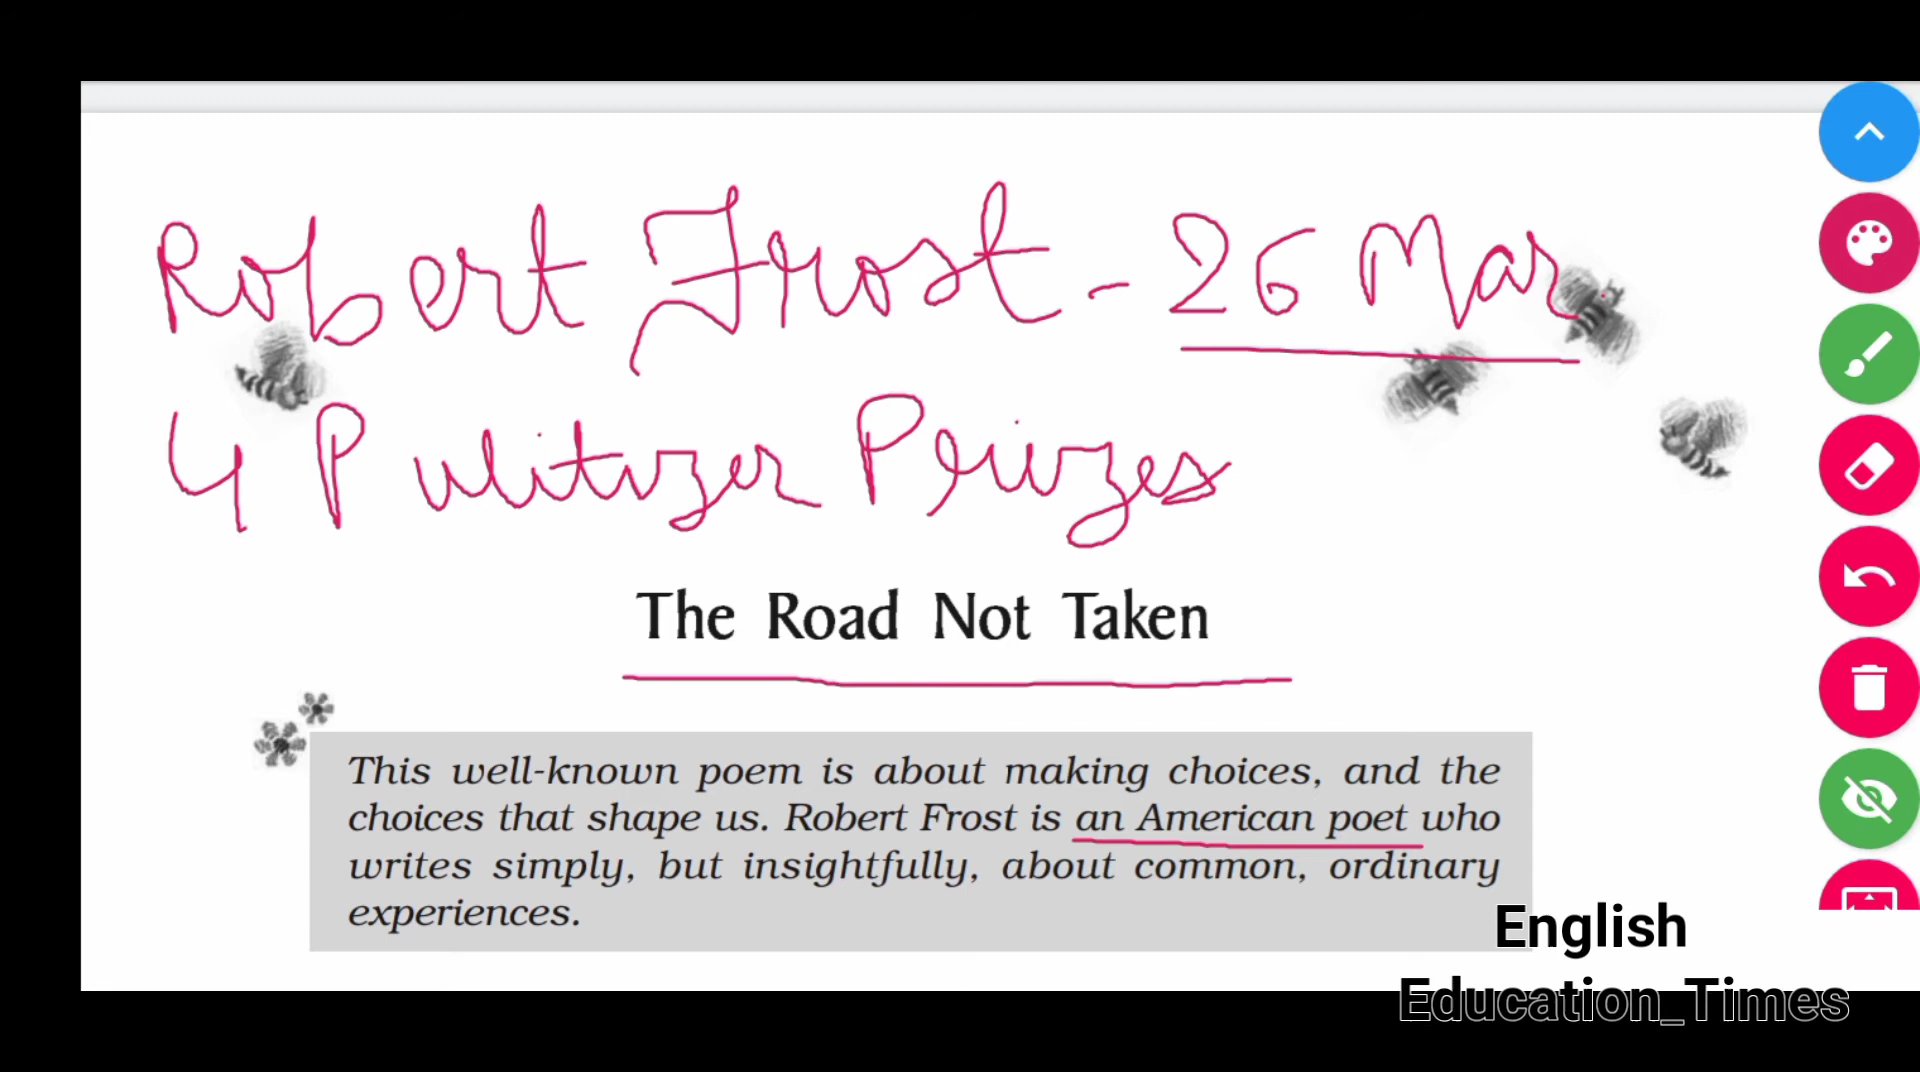 Robert Frost - 26 Mar
4 Pulitzer Prizes
The Road Not Taken
This well-known poem is about making choices, and the
choices that shape us. Robert Frost is an American poet who
writes simply, but insightfully, about common, ordinary
experiences.
English
Education_Times